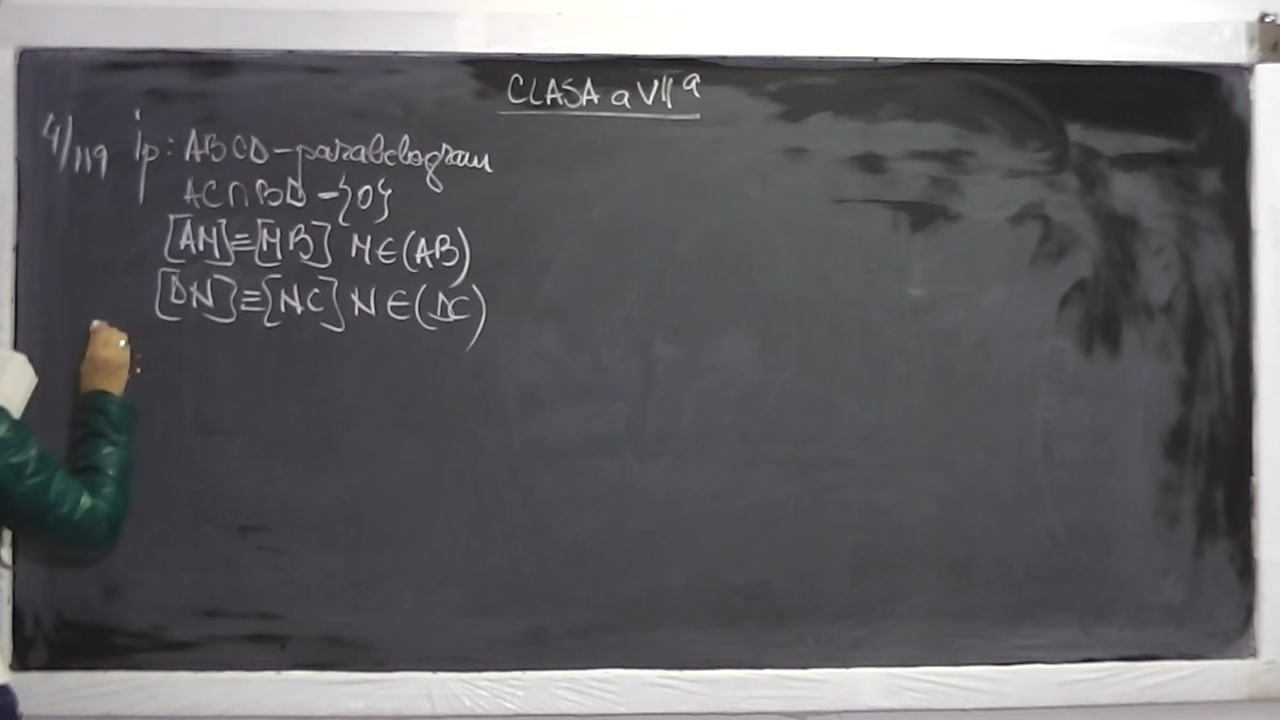 CLASA a VII a
4/119 ip: ABCD - paralelogram
AC∩BD = {O}
[AM]≡[MB] M∈(AB)
[DN]≡[NC] N∈(DC)